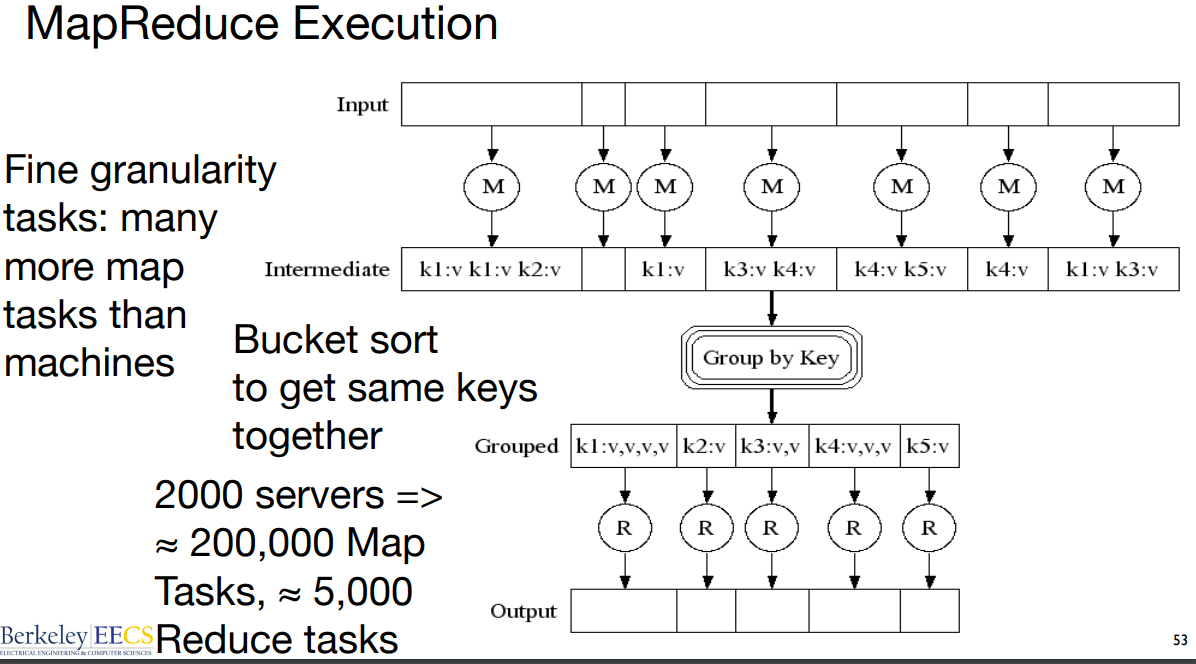 MapReduce Execution
Input
Fine granularity
tasks: many
more map
tasks than
machines
M M M M M M M
Intermediate k1:v k1:v k2:v k1:v k3:v k4:v k4:v k5:v k4:v k1:v k3:v
Bucket sort
to get same keys
together
Group by Key
Grouped k1:v,v,v,v k2:v k3:v,v k4:v,v,v k5:v
R R R R R
2000 servers =>
≈ 200,000 Map
Tasks, ≈ 5,000
Reduce tasks
Output
Berkeley EECS
ELECTRICAL ENGINEERING & COMPUTER SCIENCES
53